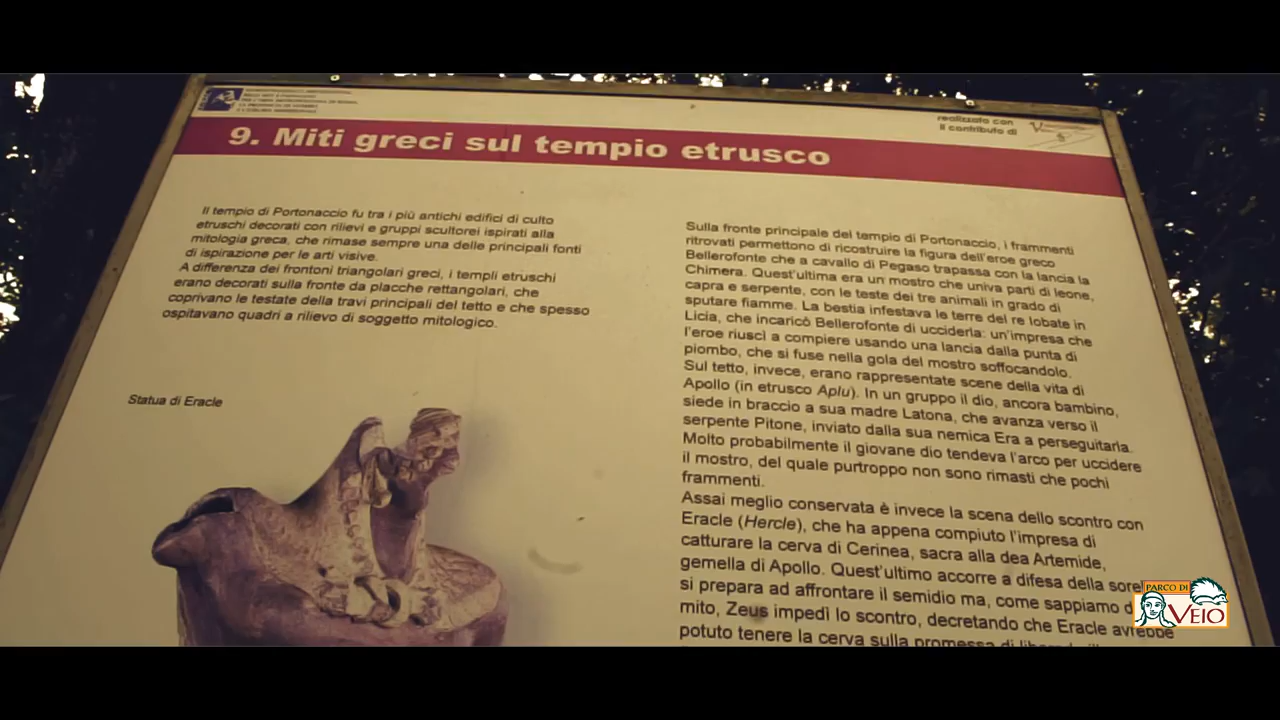 realizzato con
il contributo di
9. Miti greci sul tempio etrusco
Il tempio di Portonaccio fu tra i più antichi edifici di culto
etruschi decorati con rilievi e gruppi scultorei ispirati alla
mitologia greca, che rimase sempre una delle principali fonti
di ispirazione per le arti visive.
A differenza dei frontoni triangolari greci, i templi etruschi
erano decorati sulla fronte da placche rettangolari, che
coprivano le testate della travi principali del tetto e che spesso
ospitavano quadri a rilievo di soggetto mitologico.
Statua di Eracle
Sulla fronte principale del tempio di Portonaccio, i frammenti
ritrovati permettono di ricostruire la figura dell'eroe greco
Bellerofonte che a cavallo di Pegaso trapassa con la lancia la
Chimera. Quest'ultima era un mostro che univa parti di leone,
capra e serpente, con le teste dei tre animali in grado di
sputare fiamme. La bestia infestava le terre del re Iobate in
Licia, che incaricò Bellerofonte di ucciderla: un'impresa che
l'eroe riuscì a compiere usando una lancia dalla punta di
piombo, che si fuse nella gola del mostro soffocandolo.
Sul tetto, invece, erano rappresentate scene della vita di
Apollo (in etrusco Aplu). In un gruppo il dio, ancora bambino,
siede in braccio a sua madre Latona, che avanza verso il
serpente Pitone, inviato dalla sua nemica Era a perseguitarla.
Molto probabilmente il giovane dio tendeva l'arco per uccidere
il mostro, del quale purtroppo non sono rimasti che pochi
frammenti.
Assai meglio conservata è invece la scena dello scontro con
Eracle (Hercle), che ha appena compiuto l'impresa di
catturare la cerva di Cerinea, sacra alla dea Artemide,
gemella di Apollo. Quest'ultimo accorre a difesa della sorel
si prepara ad affrontare il semidio ma, come sappiamo d
mito, Zeus impedì lo scontro, decretando che Eracle avrebbe
potuto tenere la cerva sulla promessa di
PARCO DI
VEIO